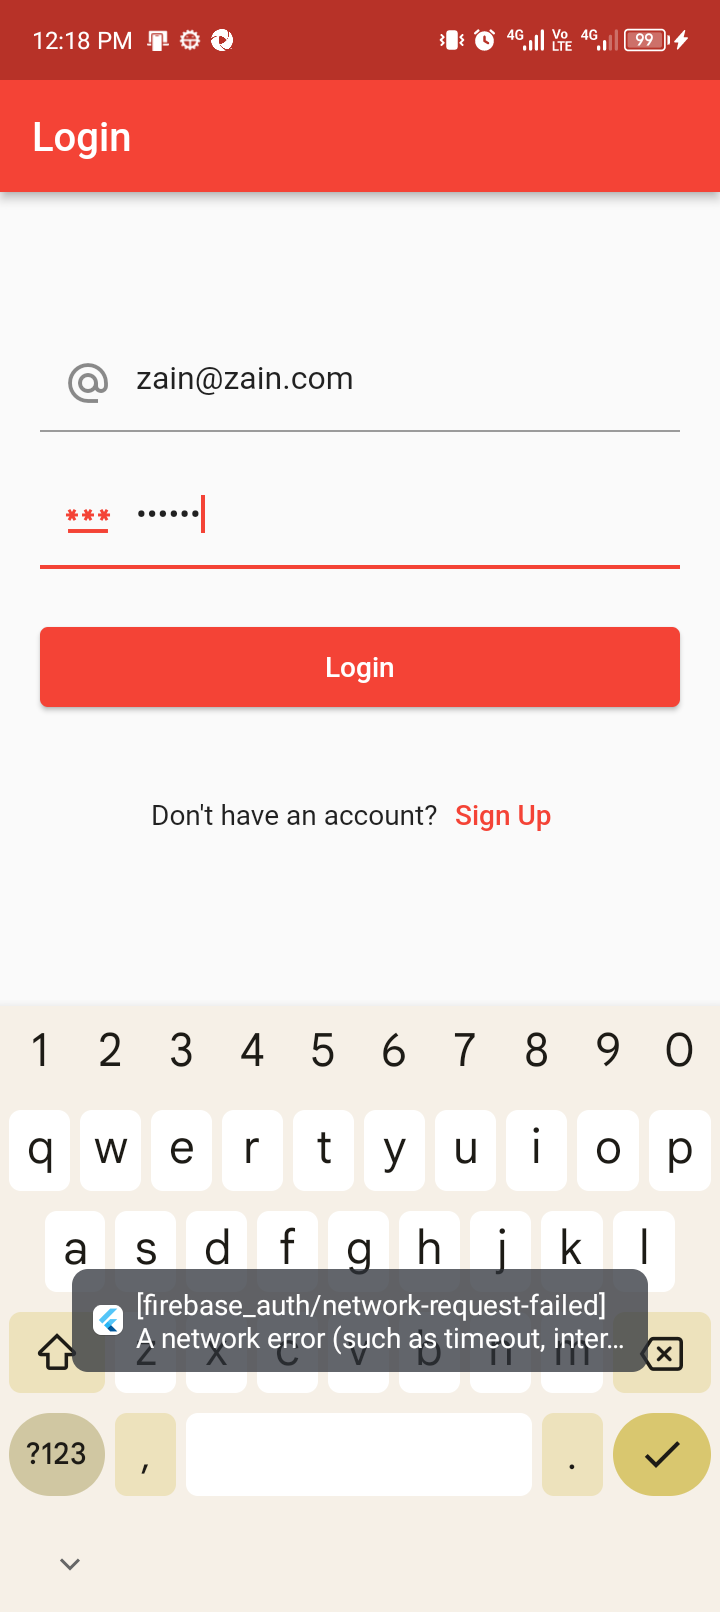 12:18 PM 4G Vo LTE 4G 99
Login
zain@zain.com
***  ••••••
Login
Don't have an account? Sign Up
1 2 3 4 5 6 7 8 9 0
q w e r t y u i o p
a s d f g h j k l
[firebase_auth/network-request-failed]
A network error (such as timeout, inter...
z x c v b n m
?123 , .